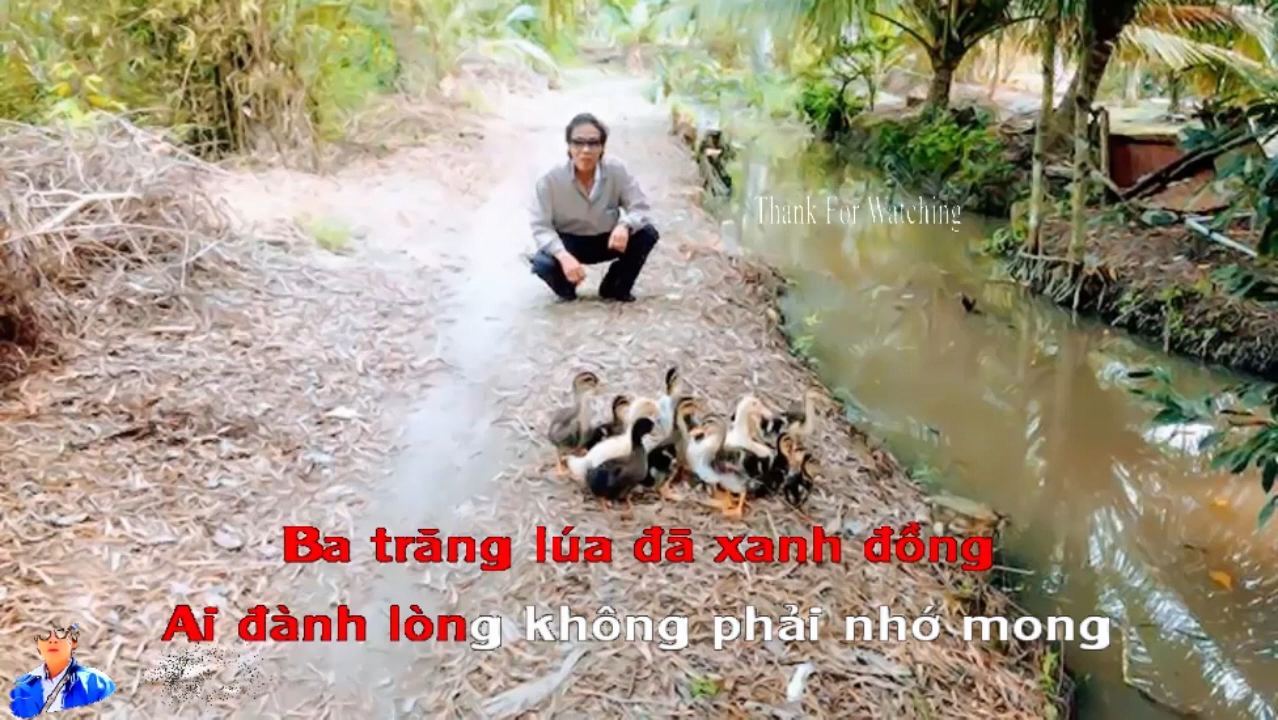 Thank For Watching
Ba trăng lúa đã xanh đồng
Ai đành lòng không phải nhớ mong